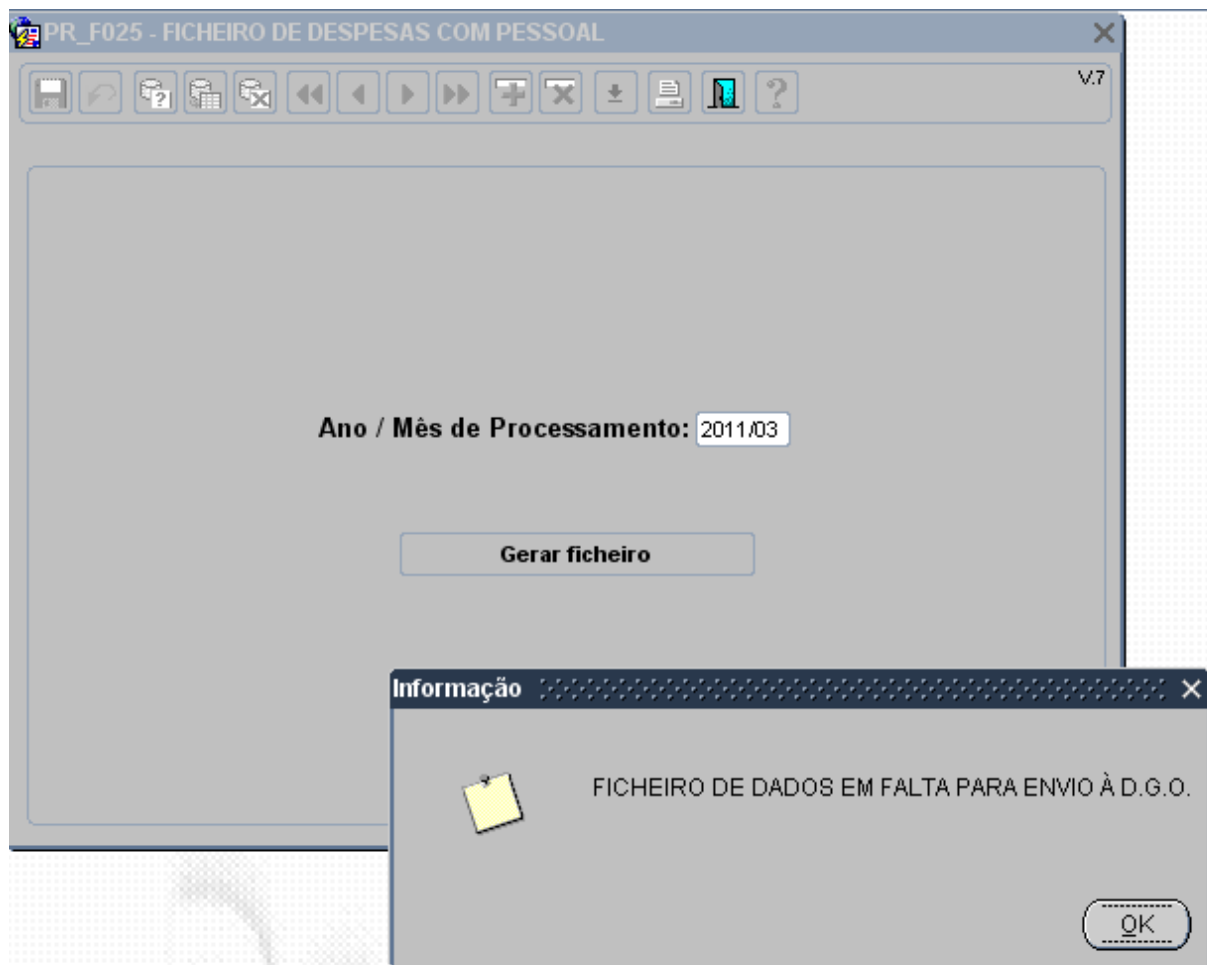 PR_F025 - FICHEIRO DE DESPESAS COM PESSOAL
V.7
Ano / Mês de Processamento: 2011/03
Gerar ficheiro
Informação
FICHEIRO DE DADOS EM FALTA PARA ENVIO À D.G.O.
OK